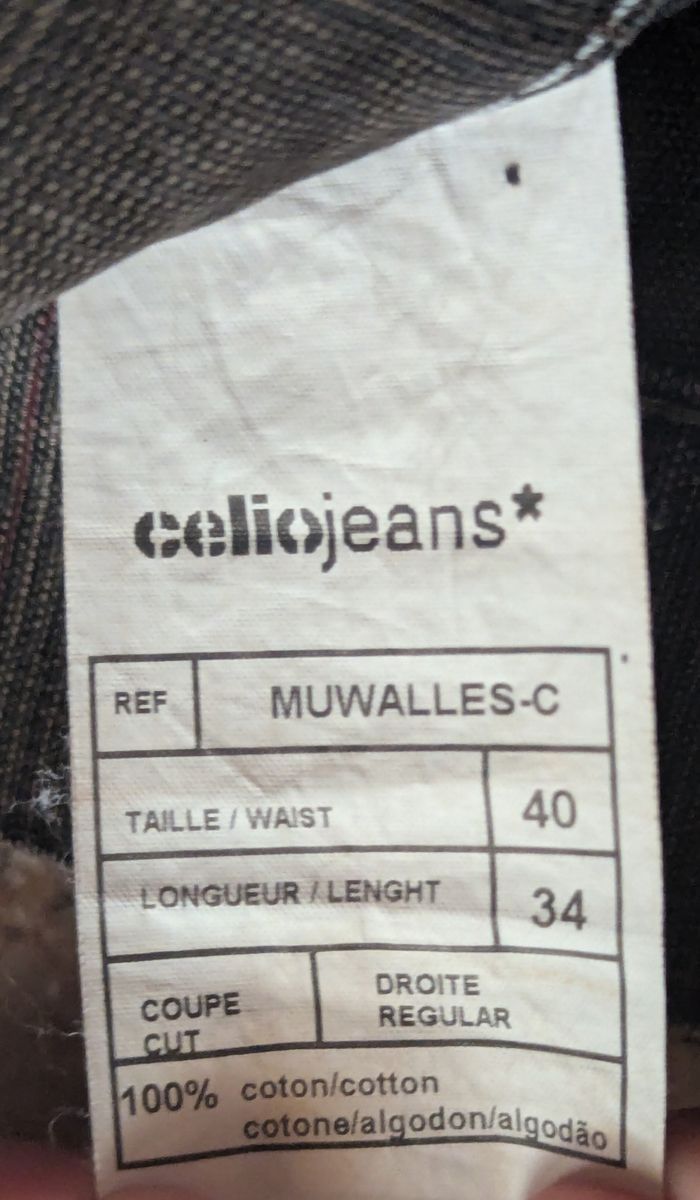 celiojeans*
REF MUWALLES-C
TAILLE / WAIST 40
LONGUEUR / LENGHT 34
COUPE
CUT
DROITE
REGULAR
100% coton/cotton
cotone/algodon/algodão